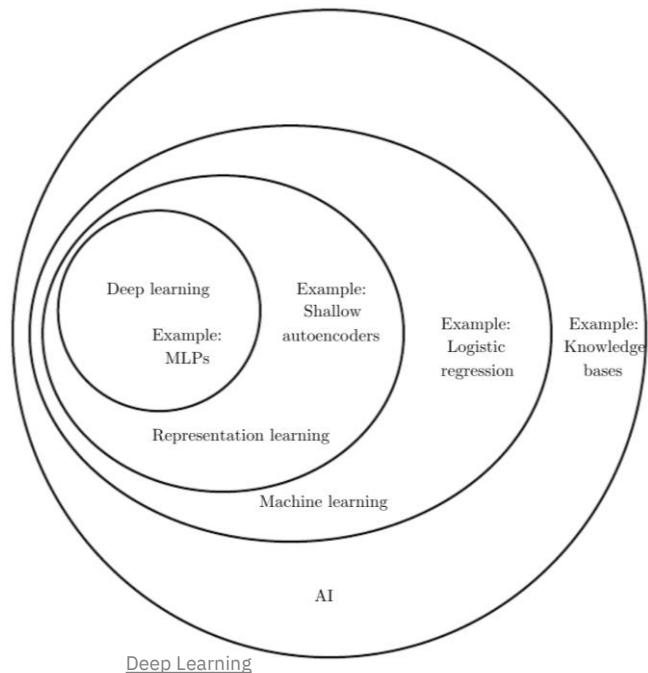 Deep learning
Example:
MLPs
Example:
Shallow
autoencoders
Example:
Logistic
regression
Example:
Knowledge
bases
Representation learning
Machine learning
AI
Deep Learning